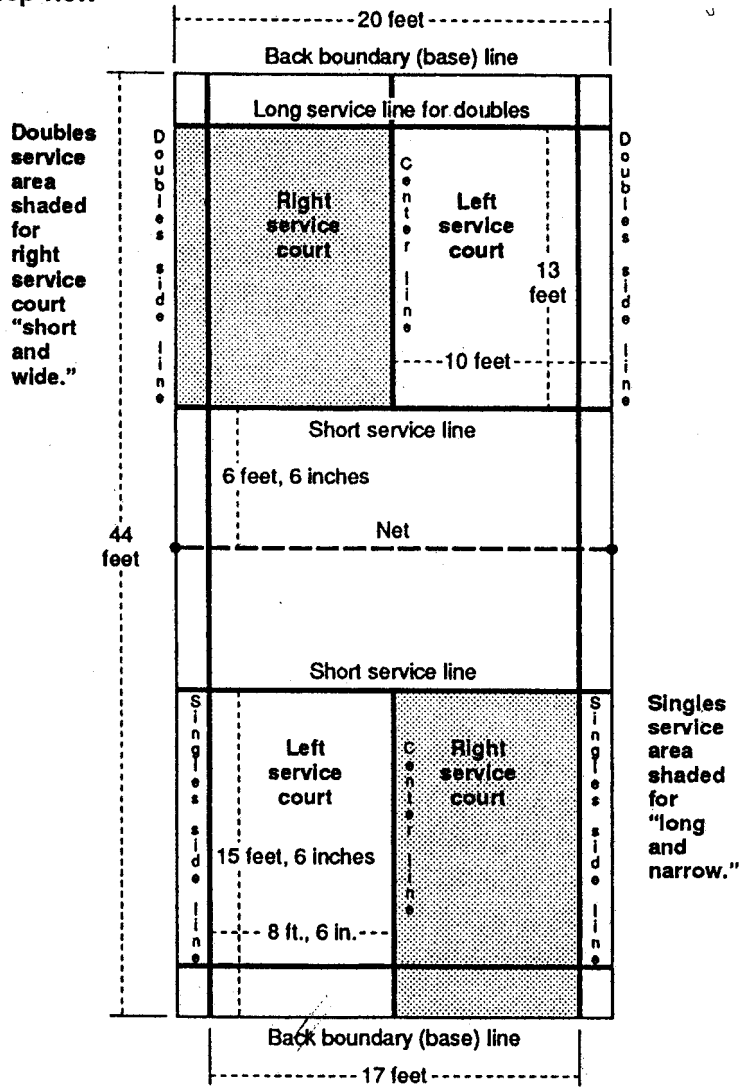 20 feet
Back boundary (base) line
Long service line for doubles
Doubles
service
area
shaded
for
right
service
court
“short
and
wide.”
Doubles side line
Right
service
court
Center line
Left
service
court
13
feet
10 feet
Doubles side line
Short service line
6 feet, 6 inches
44
feet
Net
Short service line
Singles side line
Left
service
court
Center line
Right
service
court
Singles side line
Singles
service
area
shaded
for
“long
and
narrow.”
15 feet, 6 inches
8 ft., 6 in.
Back boundary (base) line
17 feet